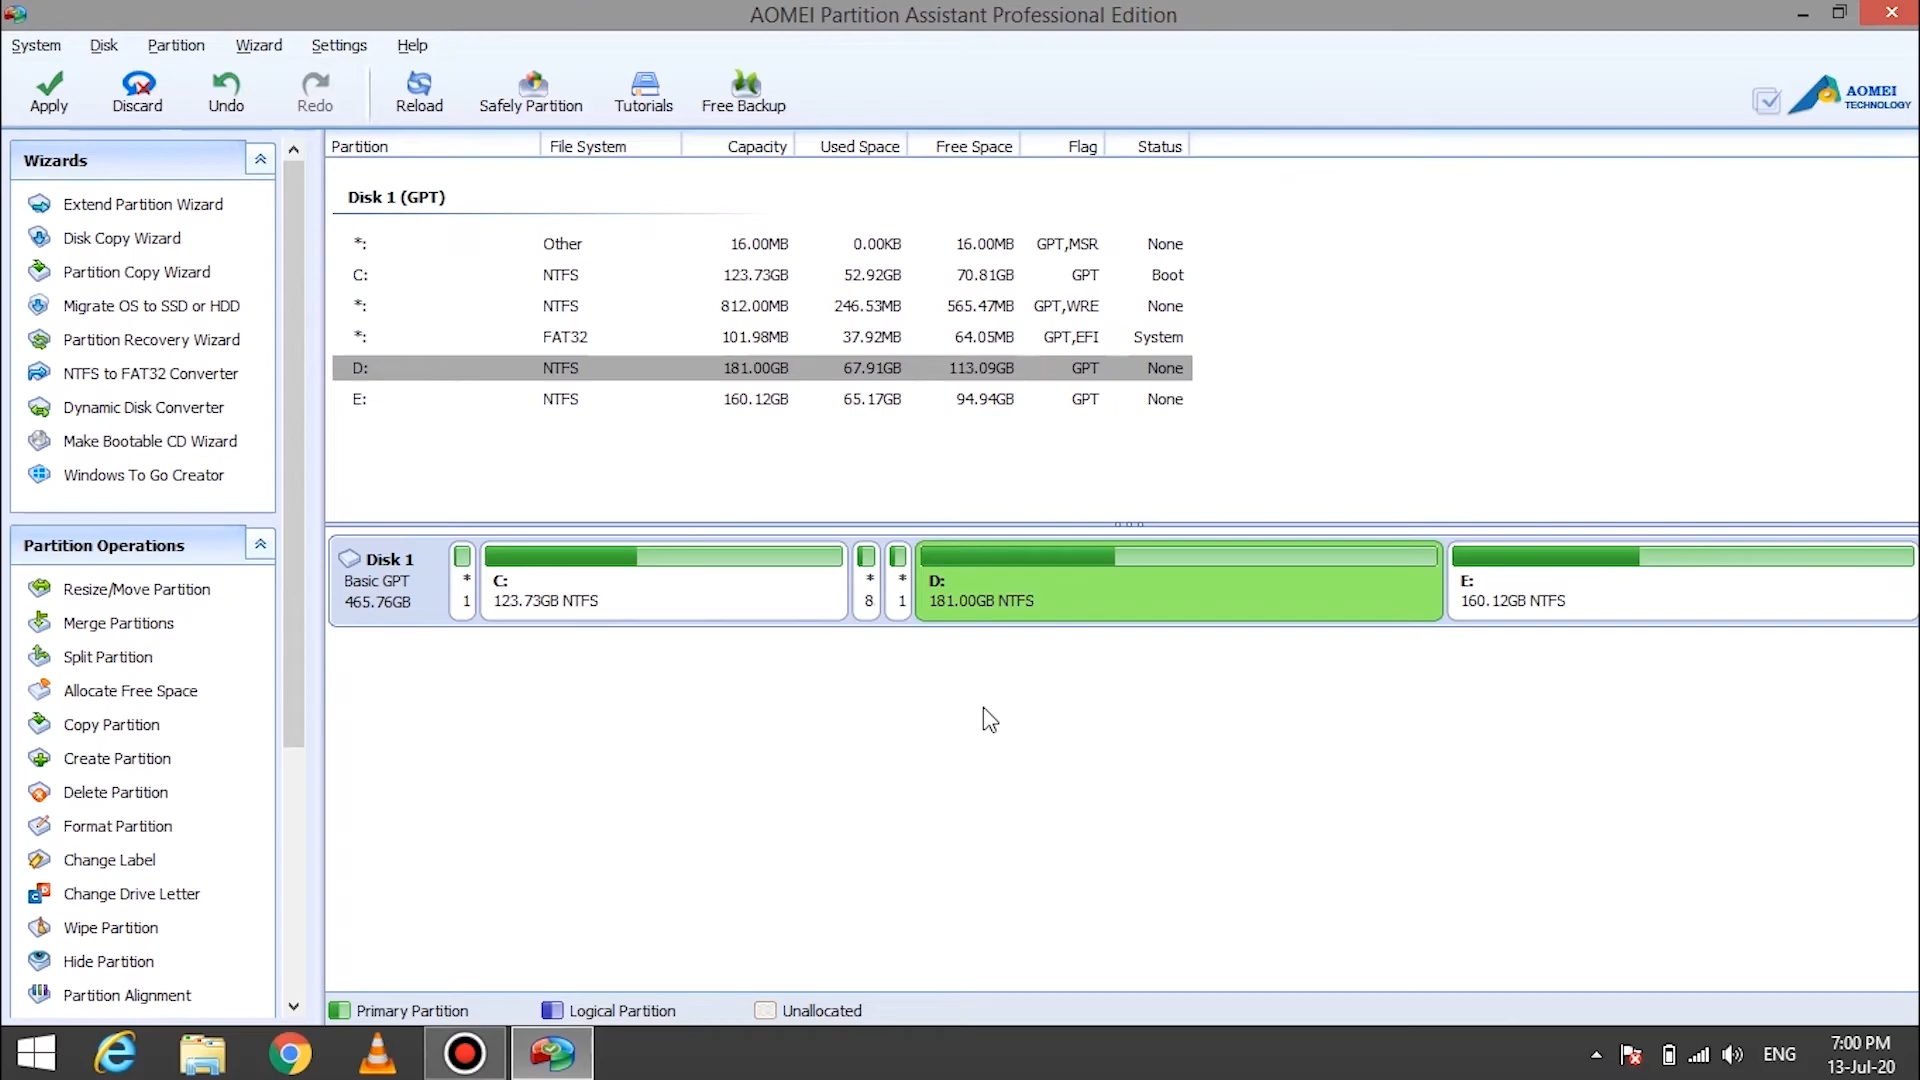 AOMEI Partition Assistant Professional Edition
System Disk Partition Wizard Settings Help
Apply Discard Undo Redo Reload Safely Partition Tutorials Free Backup
AOMEI
TECHNOLOGY
Wizards
Extend Partition Wizard
Disk Copy Wizard
Partition Copy Wizard
Migrate OS to SSD or HDD
Partition Recovery Wizard
NTFS to FAT32 Converter
Dynamic Disk Converter
Make Bootable CD Wizard
Windows To Go Creator
Partition Operations
Resize/Move Partition
Merge Partitions
Split Partition
Allocate Free Space
Copy Partition
Create Partition
Delete Partition
Format Partition
Change Label
Change Drive Letter
Wipe Partition
Hide Partition
Partition Alignment
Partition File System Capacity Used Space Free Space Flag Status
Disk 1 (GPT)
*: Other 16.00MB 0.00KB 16.00MB GPT,MSR None
C: NTFS 123.73GB 52.92GB 70.81GB GPT Boot
*: NTFS 812.00MB 246.53MB 565.47MB GPT,WRE None
*: FAT32 101.98MB 37.92MB 64.05MB GPT,EFI System
D: NTFS 181.00GB 67.91GB 113.09GB GPT None
E: NTFS 160.12GB 65.17GB 94.94GB GPT None
Disk 1
Basic GPT
465.76GB
*
1
C:
123.73GB NTFS
*
8
*
1
D:
181.00GB NTFS
E:
160.12GB NTFS
Primary Partition Logical Partition Unallocated
ENG
7:00 PM
13-Jul-20